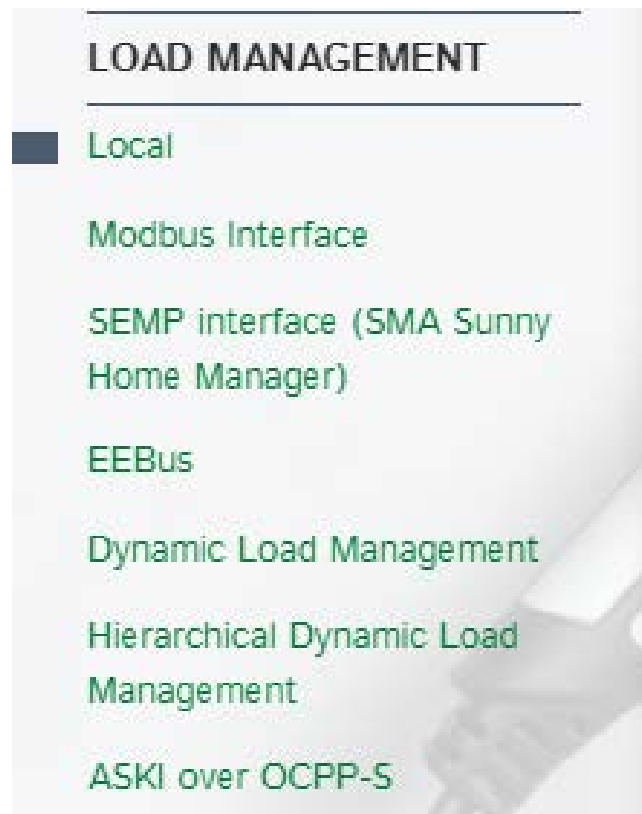 LOAD MANAGEMENT
Local
Modbus Interface
SEMP interface (SMA Sunny
Home Manager)
EEBus
Dynamic Load Management
Hierarchical Dynamic Load
Management
ASKI over OCPP-S